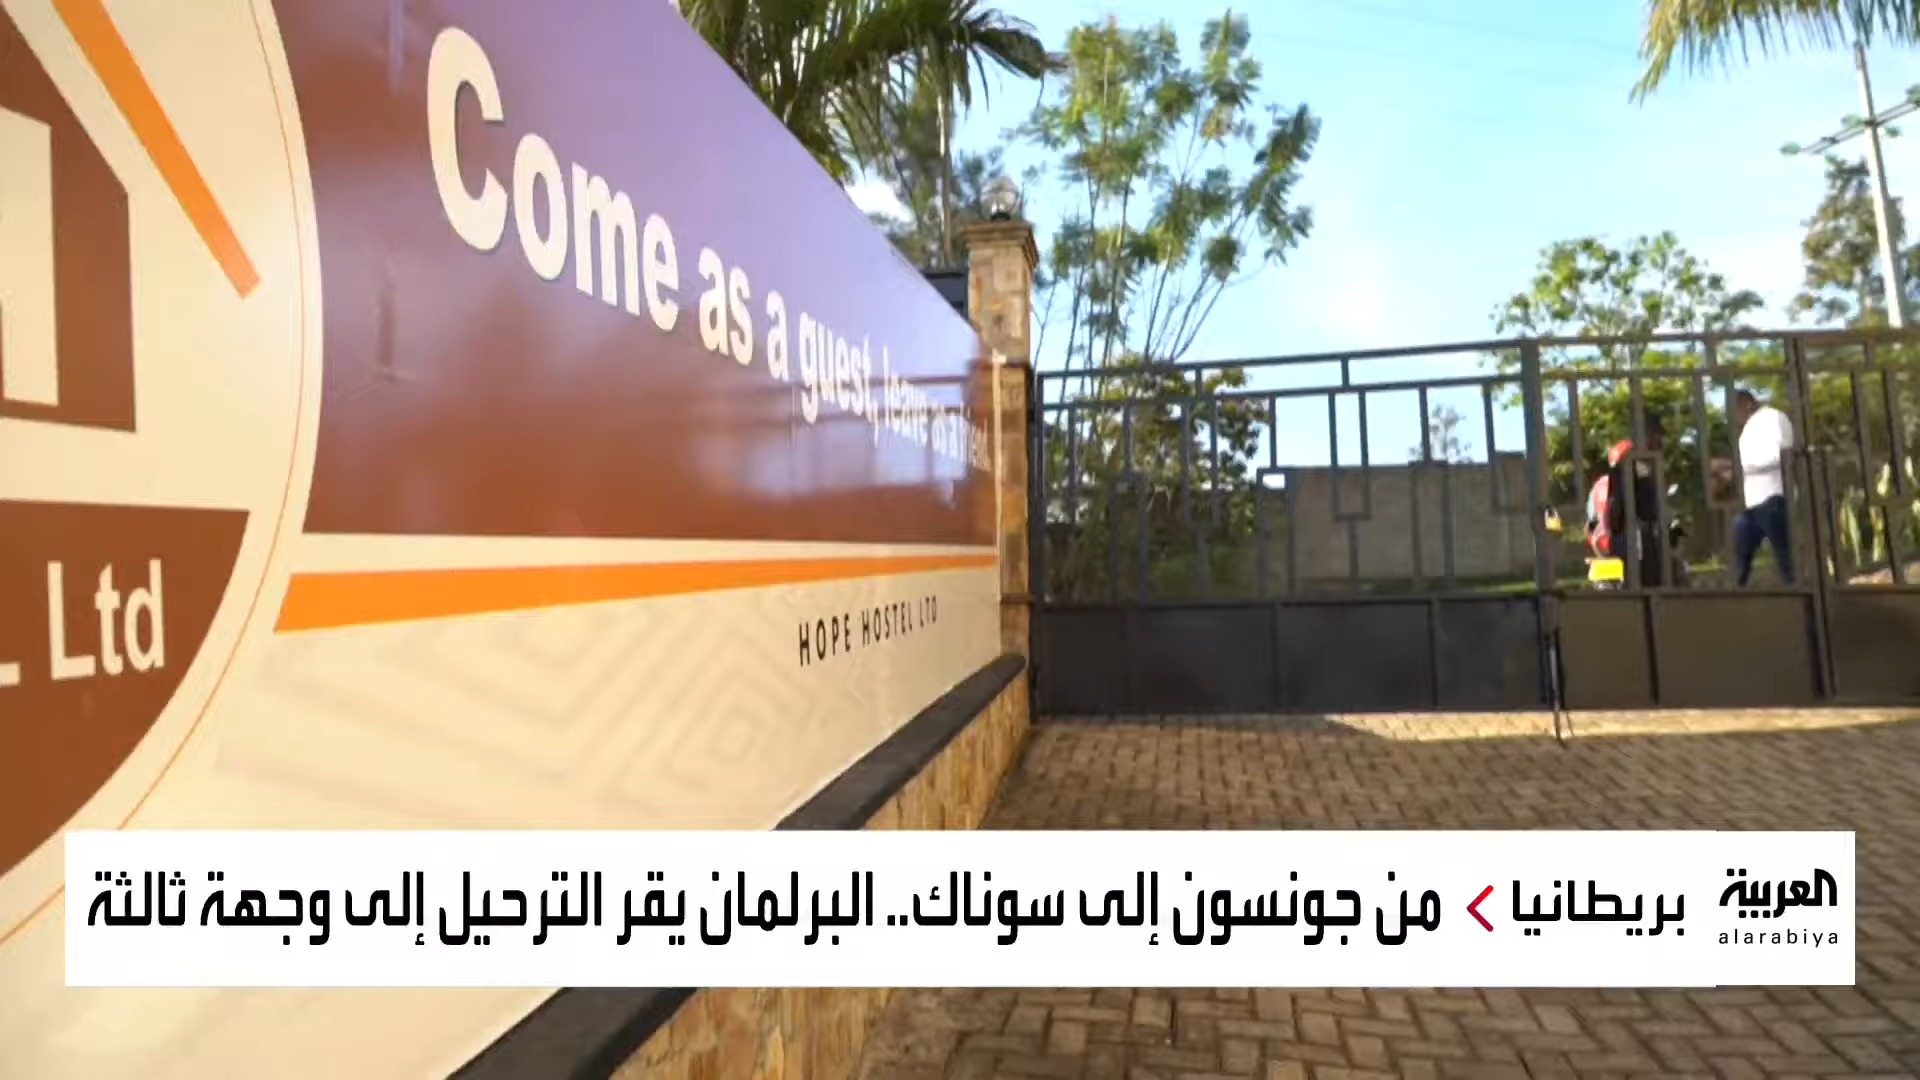 Come as a guest, leave as a friend.
HOPE HOSTEL LTD
L Ltd
العربية
alarabiya
بريطانيا > من جونسون إلى سوناك.. البرلمان يقر الترحيل إلى وجهة ثالثة